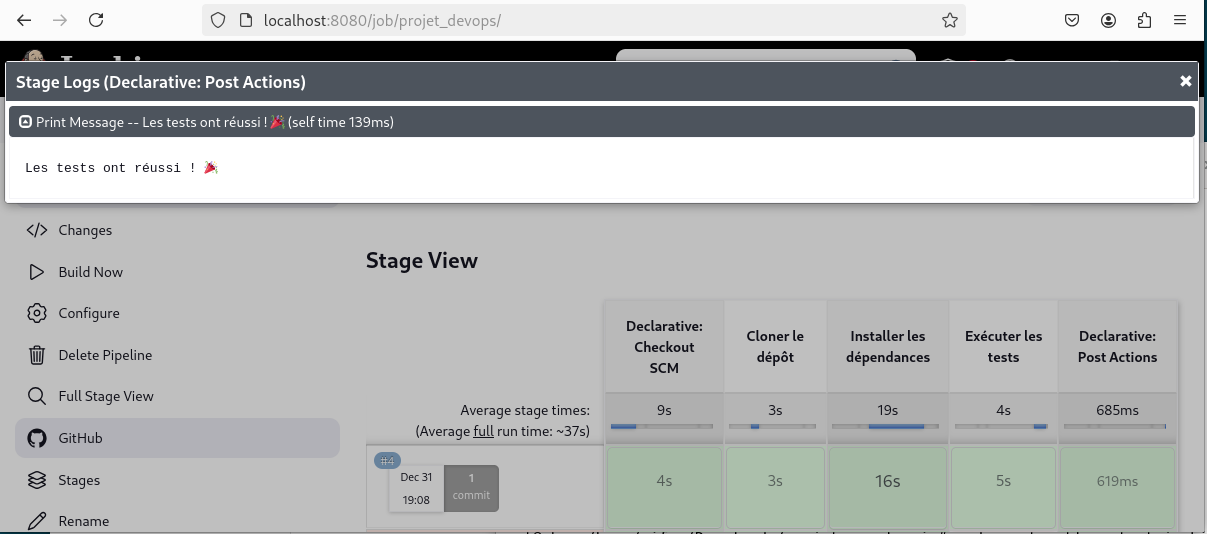 localhost:8080/job/projet_devops/
Stage Logs (Declarative: Post Actions)
Print Message -- Les tests ont réussi ! 🎉 (self time 139ms)
Les tests ont réussi ! 🎉
Changes
Build Now
Configure
Delete Pipeline
Full Stage View
GitHub
Stages
Rename
Stage View
Declarative: Checkout SCM
Cloner le dépôt
Installer les dépendances
Exécuter les tests
Declarative: Post Actions
Average stage times:
(Average full run time: ~37s)
9s
3s
19s
4s
685ms
#4
Dec 31
19:08
1
commit
4s
3s
16s
5s
619ms